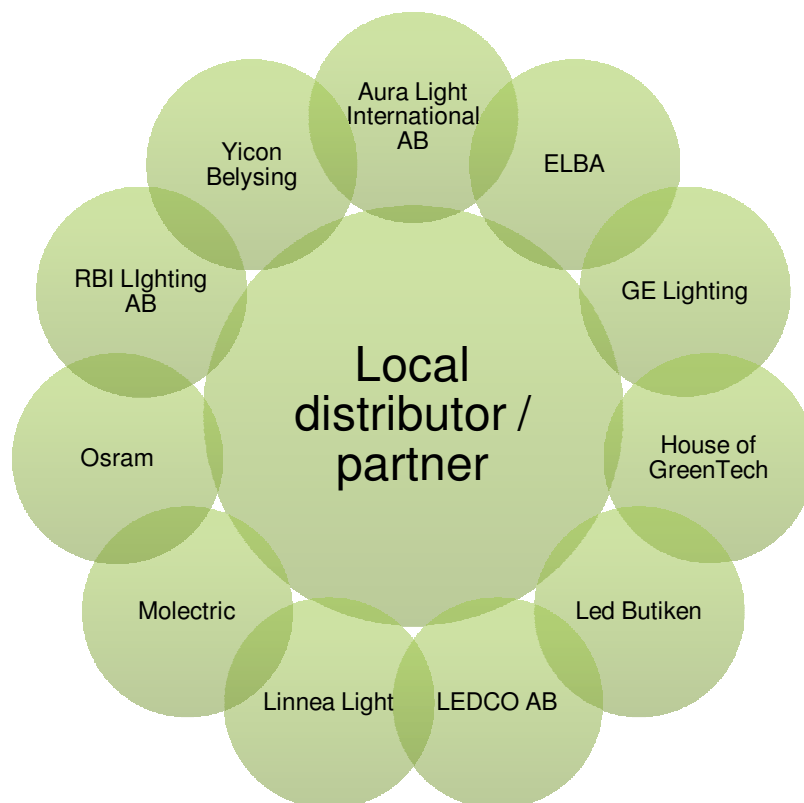 Aura Light
International
AB
ELBA
GE Lighting
House of
GreenTech
Led Butiken
LEDCO AB
Linnea Light
Molectric
Osram
RBI LIghting
AB
Yicon
Belysing
Local
distributor /
partner